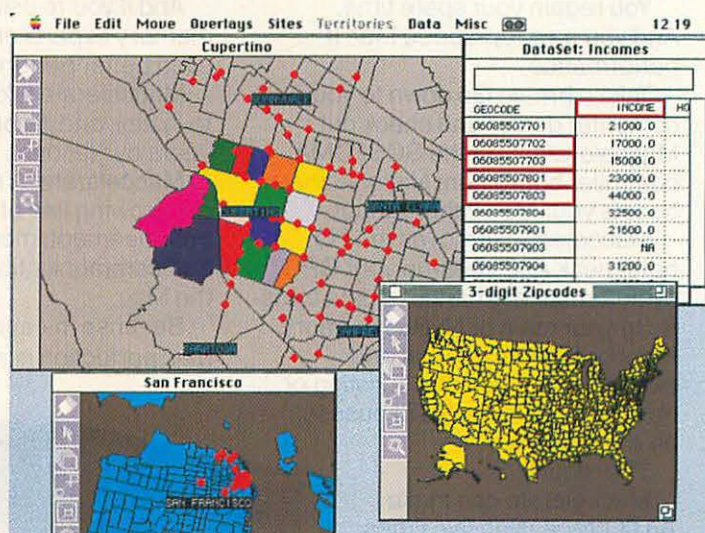 File Edit Move Overlays Sites Territories Data Misc 12 19
Cupertino
SUNNYVALE
CUPERTINO
SANTA CLARA
SARATOGA
DataSet: Incomes
GEOCODE INCOME HO
06085507701 21000.0
06085507702 17000.0
06085507703 15000.0
06085507801 23000.0
06085507803 44000.0
06085507804 32500.0
06085507901 21600.0
06085507903 NA
06085507904 31200.0
3-digit Zipcodes
San Francisco
SAN FRANCISCO